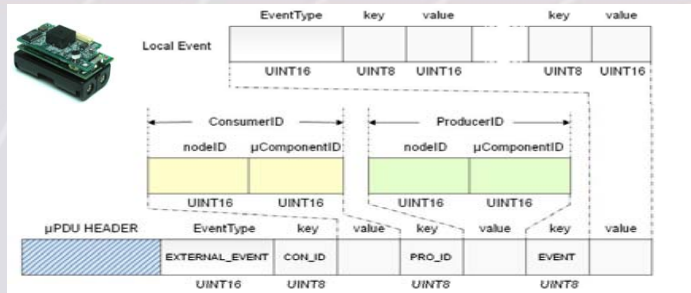 EventType key value key value
Local Event
UINT16 UINT8 UINT16 UINT8 UINT16
ConsumerID ProducerID
nodeID µComponentID nodeID µComponentID
UINT16 UINT16 UINT16 UINT16
µPDU HEADER EventType key value key value key value
EXTERNAL_EVENT CON_ID PRO_ID EVENT
UINT16 UINT8 UINT8 UINT8